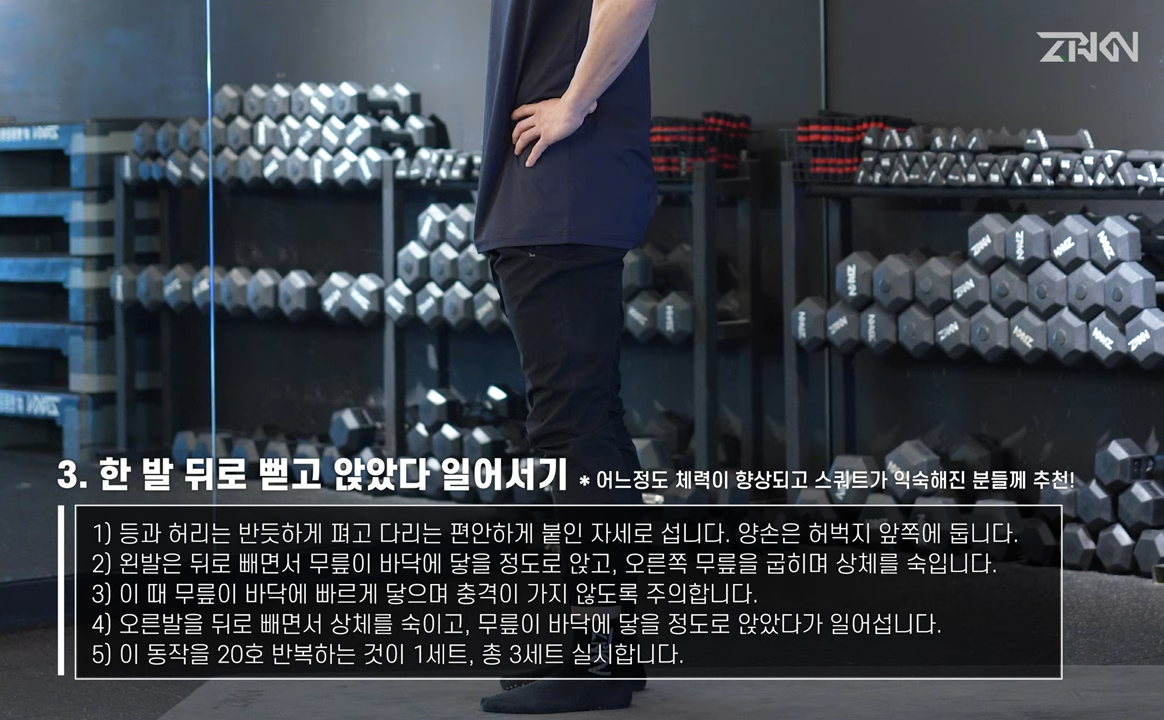 ZRKN
3. 한 발 뒤로 뻗고 앉았다 일어서기 * 어느정도 체력이 향상되고 스쿼트가 익숙해진 분들께 추천!
1) 등과 허리는 반듯하게 펴고 다리는 편안하게 붙인 자세로 섭니다. 양손은 허벅지 앞쪽에 둡니다.
2) 왼발은 뒤로 빼면서 무릎이 바닥에 닿을 정도로 앉고, 오른쪽 무릎을 굽히며 상체를 숙입니다.
3) 이 때 무릎이 바닥에 빠르게 닿으며 충격이 가지 않도록 주의합니다.
4) 오른발을 뒤로 빼면서 상체를 숙이고, 무릎이 바닥에 닿을 정도로 앉았다가 일어섭니다.
5) 이 동작을 20호 반복하는 것이 1세트, 총 3세트 실시합니다.